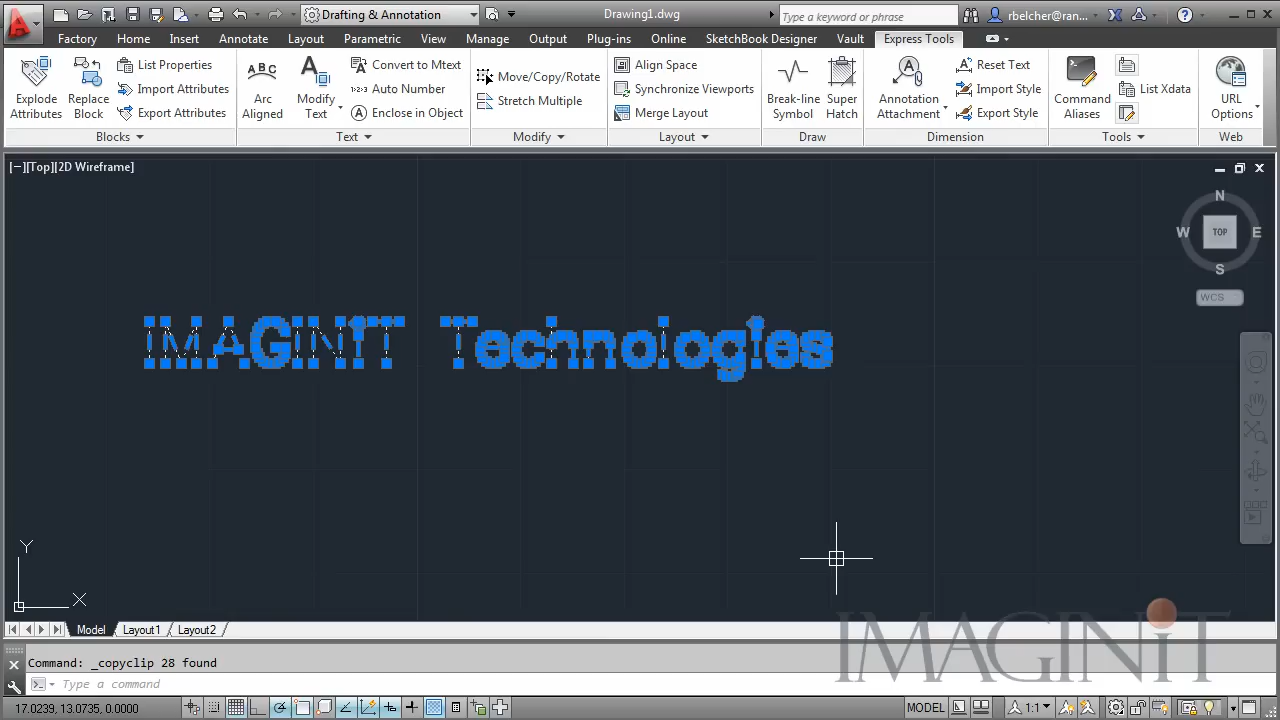 Drafting & Annotation
Drawing1.dwg
Type a keyword or phrase
rbelcher@ran...
Factory Home Insert Annotate Layout Parametric View Manage Output Plug-ins Online SketchBook Designer Vault Express Tools
Explode Attributes
Replace Block
List Properties
Import Attributes
Export Attributes
Blocks
Arc Aligned
Modify Text
Convert to Mtext
Auto Number
Enclose in Object
Text
Move/Copy/Rotate
Stretch Multiple
Modify
Align Space
Synchronize Viewports
Merge Layout
Layout
Break-line Symbol
Super Hatch
Draw
Annotation Attachment
Reset Text
Import Style
Export Style
Dimension
Command Aliases
List Xdata
Tools
URL Options
Web
[−][Top][2D Wireframe]
N
W TOP E
S
WCS
IMAGINiT Technologies
Y
X
Model Layout1 Layout2
IMAGINiT
Command: _copyclip 28 found
Type a command
17.0239, 13.0735, 0.0000
MODEL
1:1